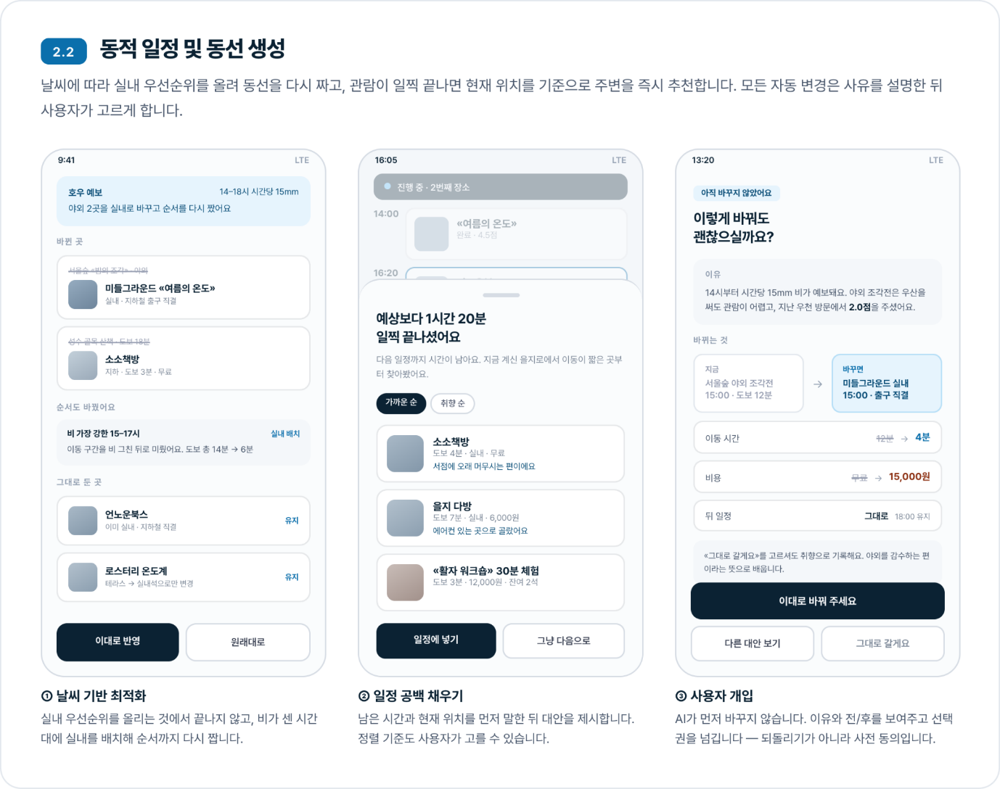 2.2 동적 일정 및 동선 생성
날씨에 따라 실내 우선순위를 올려 동선을 다시 짜고, 관람이 일찍 끝나면 현재 위치를 기준으로 주변을 즉시 추천합니다. 모든 자동 변경은 사유를 설명한 뒤
사용자가 고르게 합니다.
9:41 LTE
호우 예보 14–18시 시간당 15mm
야외 2곳을 실내로 바꾸고 순서를 다시 짰어요
바뀐 곳
서울숲 «밤의 조각» · 야외
미들그라운드 «여름의 온도»
실내 · 지하철 출구 직결
성수 골목 산책 · 도보 18분
소소책방
지하 · 도보 3분 · 무료
순서도 바꿨어요
비 가장 강한 15–17시 실내 배치
이동 구간을 비 그친 뒤로 미뤘어요. 도보 총 14분 → 6분
그대로 둔 곳
언노운북스
이미 실내 · 지하철 직결
유지
로스터리 온도계
테라스 → 실내석으로만 변경
유지
이대로 반영 원래대로
① 날씨 기반 최적화
실내 우선순위를 올리는 것에서 끝나지 않고, 비가 센 시간
대에 실내를 배치해 순서까지 다시 짭니다.
16:05 LTE
진행 중 · 2번째 장소
14:00
«여름의 온도»
완료 · 4.5점
16:20
예상보다 1시간 20분
일찍 끝나셨어요
다음 일정까지 시간이 남아요. 지금 계신 을지로에서 이동이 짧은 곳부
터 찾아봤어요.
가까운 순 취향 순
소소책방
도보 4분 · 실내 · 무료
서점에 오래 머무시는 편이에요
을지 다방
도보 7분 · 실내 · 6,000원
에어컨 있는 곳으로 골랐어요
«활자 워크숍» 30분 체험
도보 3분 · 12,000원 · 잔여 2석
일정에 넣기 그냥 다음으로
② 일정 공백 채우기
남은 시간과 현재 위치를 먼저 말한 뒤 대안을 제시합니다.
정렬 기준도 사용자가 고를 수 있습니다.
13:20 LTE
아직 바꾸지 않았어요
이렇게 바꿔도
괜찮으실까요?
이유
14시부터 시간당 15mm 비가 예보돼요. 야외 조각전은 우산을
써도 관람이 어렵고, 지난 우천 방문에서 2.0점을 주셨어요.
바뀌는 것
지금
서울숲 야외 조각전
15:00 · 도보 12분
→
바꾸면
미들그라운드 실내
15:00 · 출구 직결
이동 시간 12분 → 4분
비용 무료 → 15,000원
뒤 일정 그대로 18:00 유지
«그대로 갈게요»를 고르셔도 취향으로 기록해요. 야외를 감수하는 편
이라는 뜻으로 배웁니다.
이대로 바꿔 주세요
다른 대안 보기 그대로 갈게요
③ 사용자 개입
AI가 먼저 바꾸지 않습니다. 이유와 전/후를 보여주고 선택
권을 넘깁니다 — 되돌리기가 아니라 사전 동의입니다.